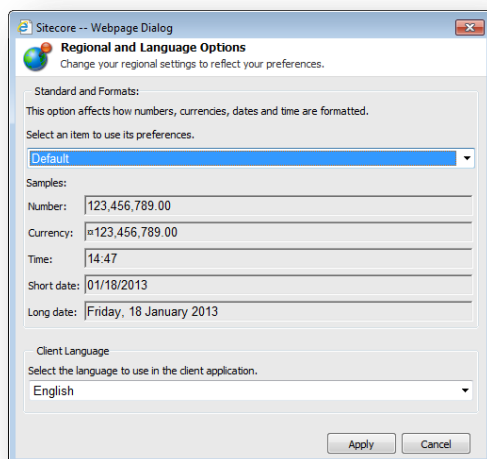 Sitecore -- Webpage Dialog
Regional and Language Options
Change your regional settings to reflect your preferences.
Standard and Formats:
This option affects how numbers, currencies, dates and time are formatted.
Select an item to use its preferences.
Default
Samples:
Number: 123,456,789.00
Currency: ¤123,456,789.00
Time: 14:47
Short date: 01/18/2013
Long date: Friday, 18 January 2013
Client Language
Select the language to use in the client application.
English
Apply Cancel